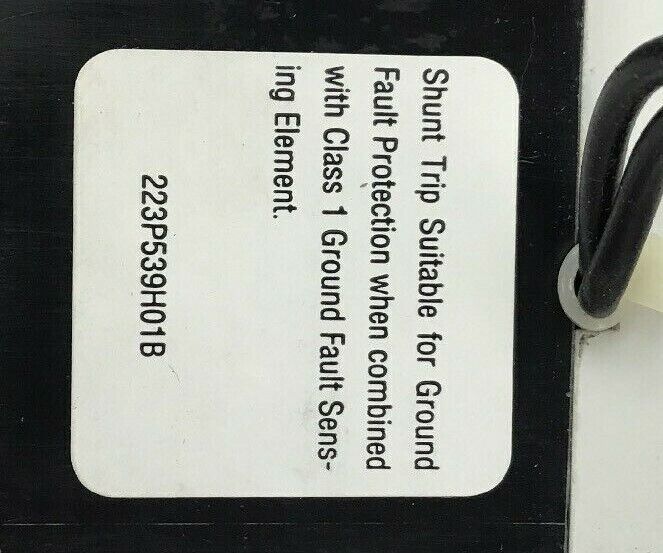 Shunt Trip Suitable for Ground
Fault Protection when combined
with Class 1 Ground Fault Sens-
ing Element.
223P539H01B